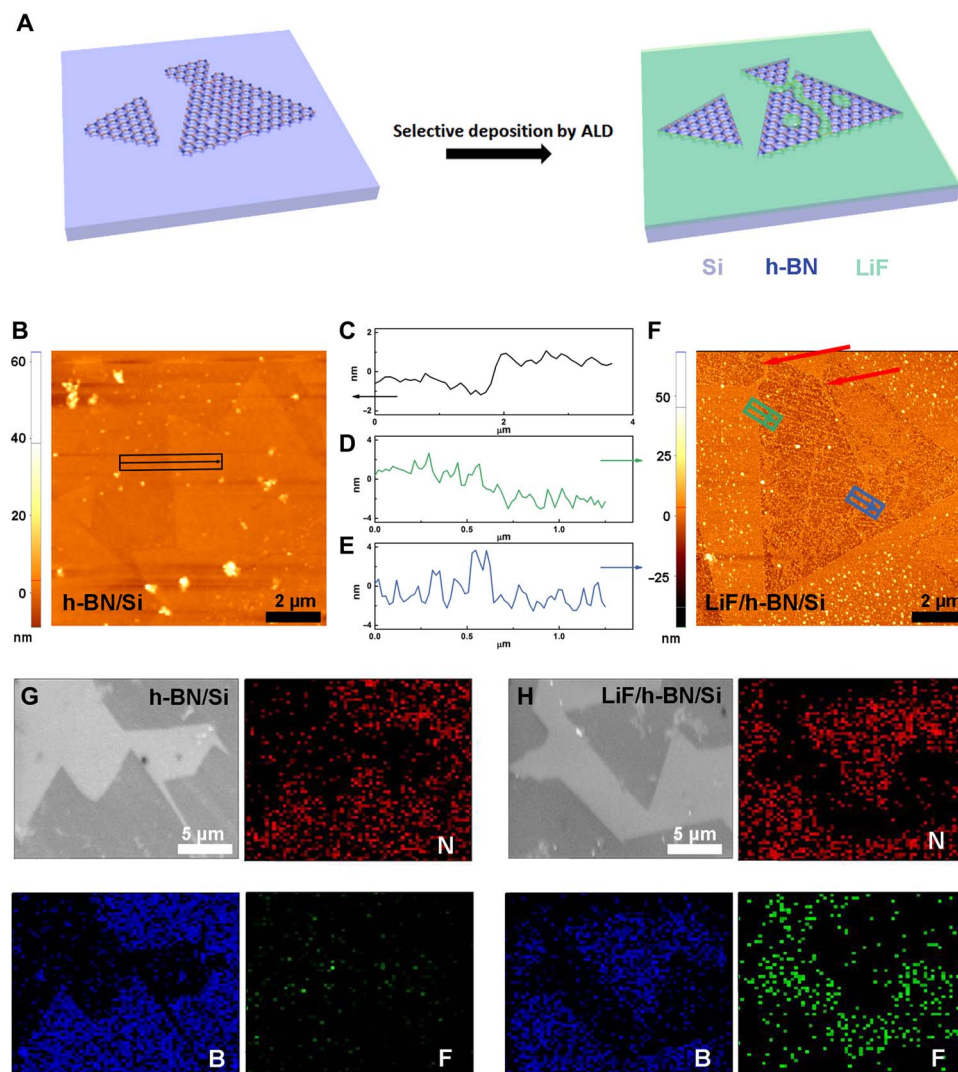 A
Selective deposition by ALD
Si h-BN LiF
B
60
40
20
0
nm
h-BN/Si
2 μm
C
2
0
−2
nm
0 2 4
μm
D
4
0
−4
nm
0.0 0.5 1.0
μm
E
4
0
−4
nm
0.0 0.5 1.0
μm
F
50
25
0
−25
nm
LiF/h-BN/Si
2 μm
G
h-BN/Si
5 μm
N
H
LiF/h-BN/Si
5 μm
N
B
F
B
F